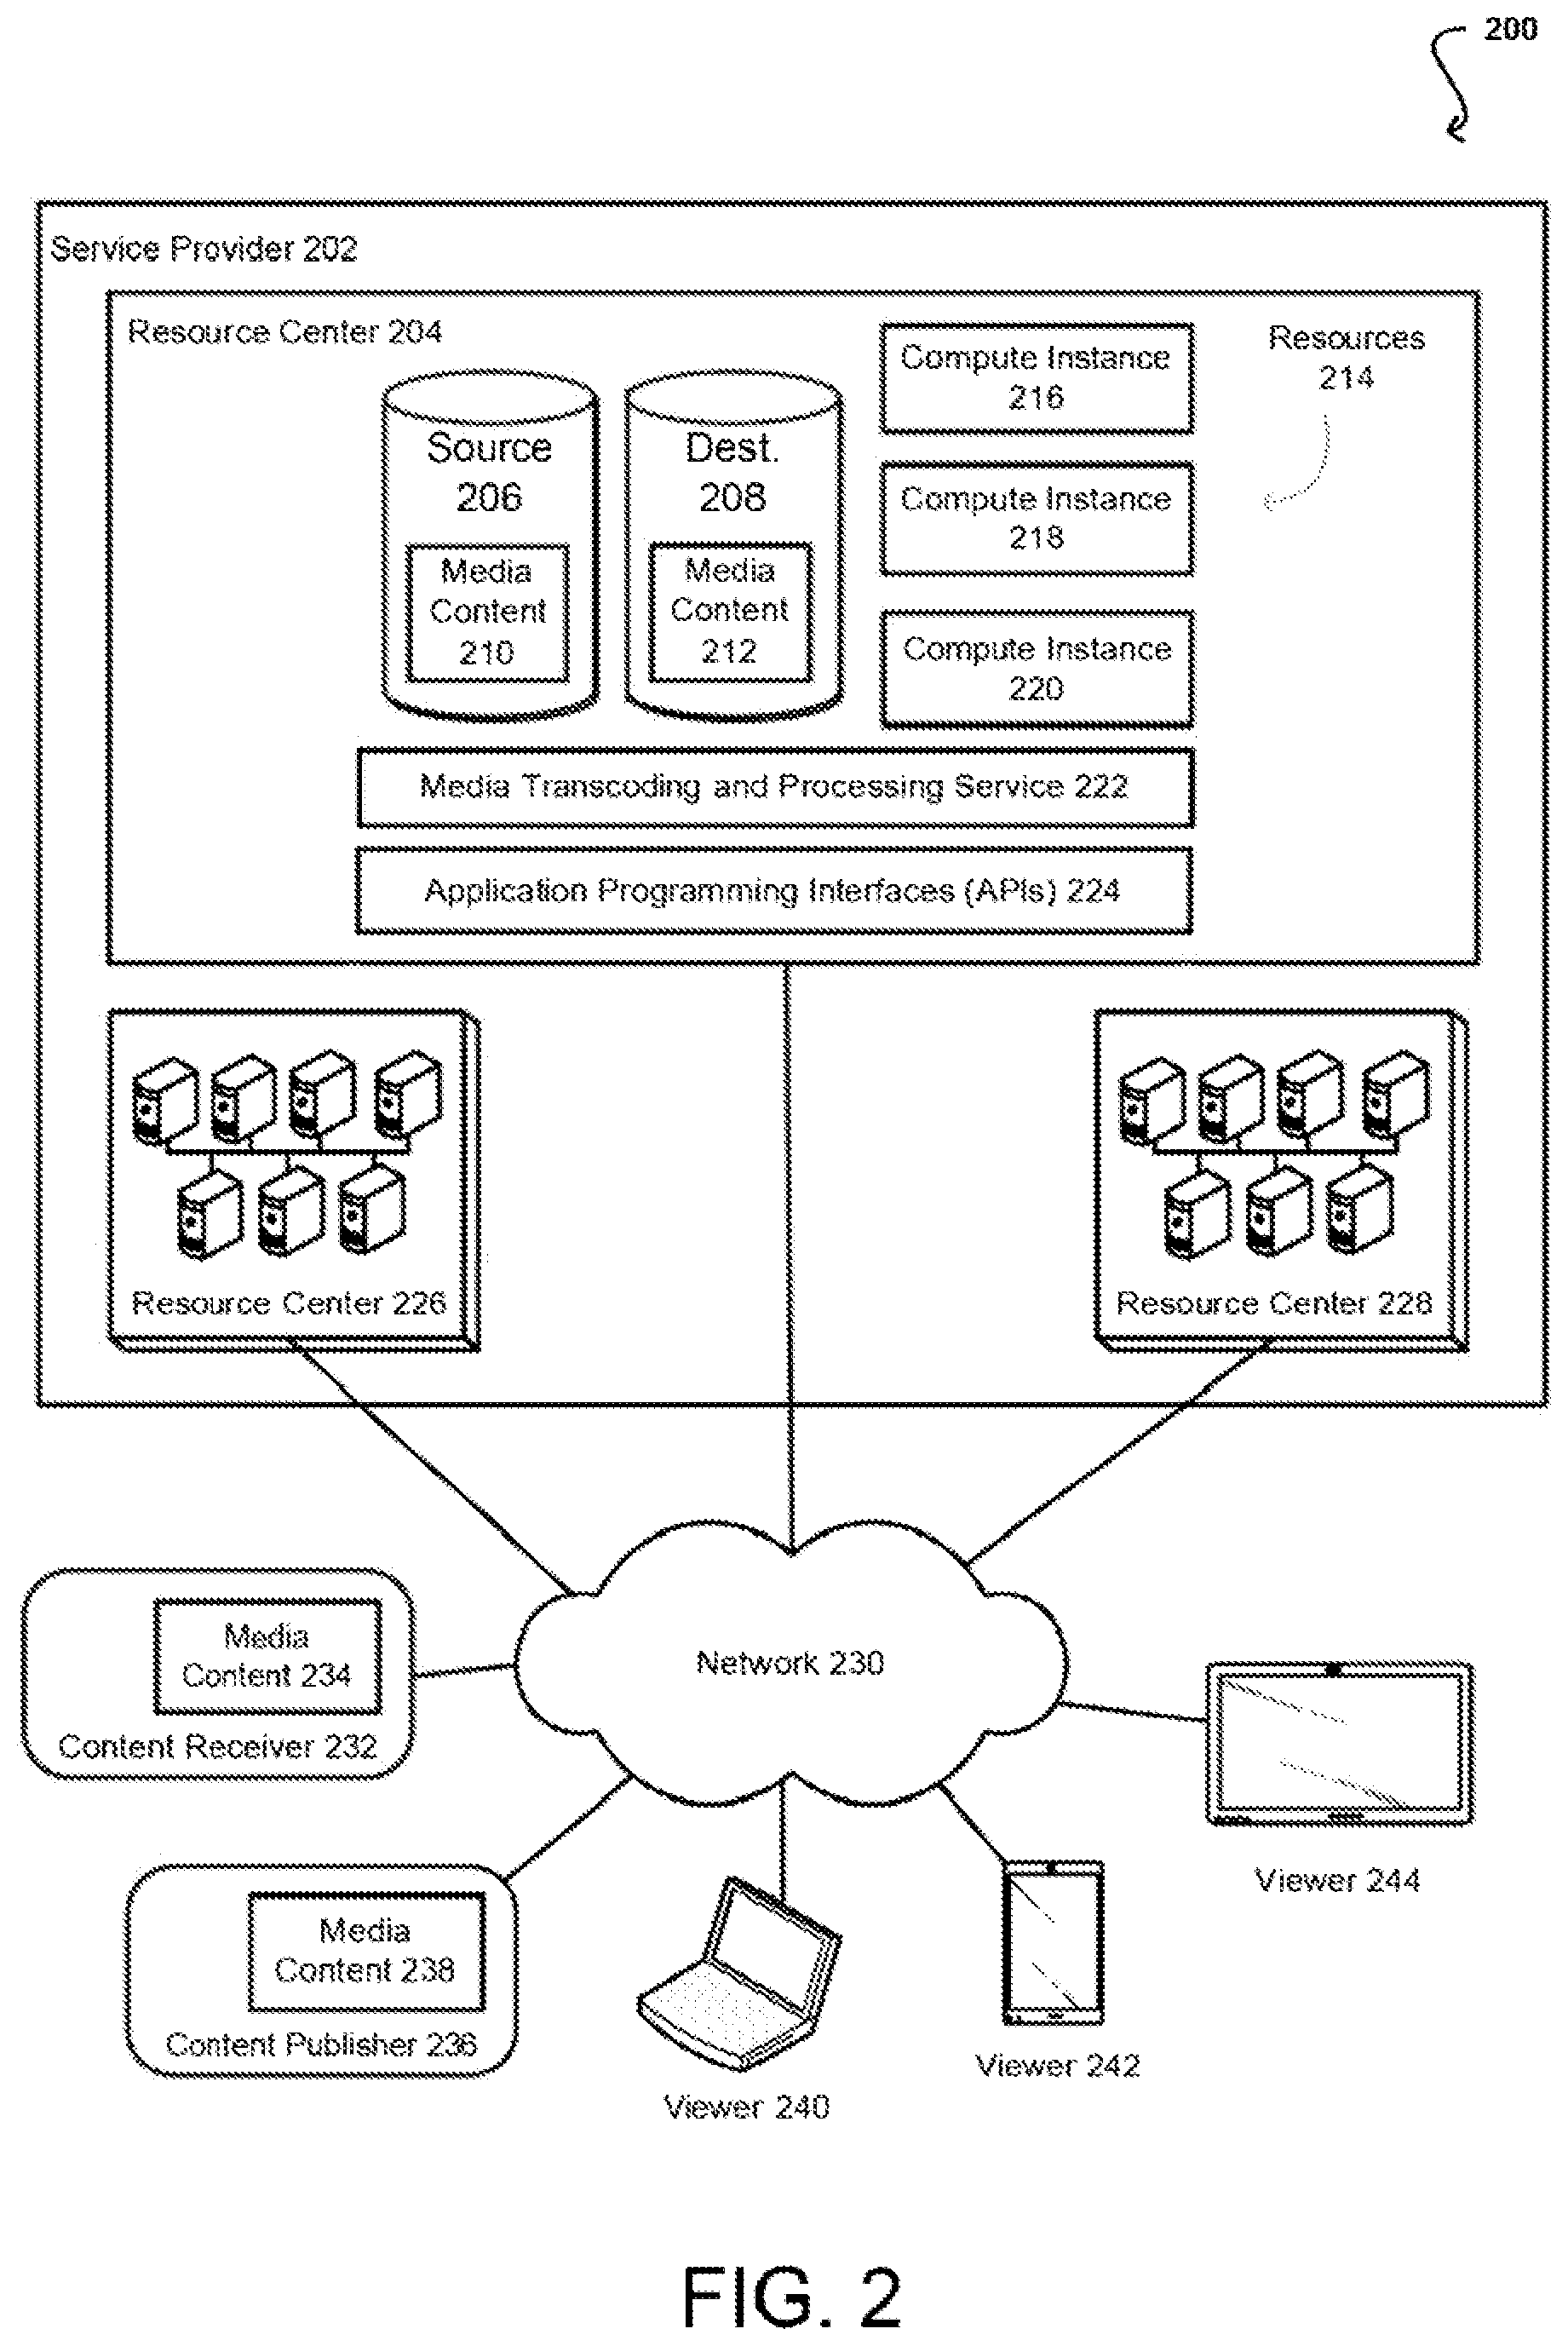 200
Service Provider 202
Resource Center 204
Source
206
Media
Content
210
Dest.
208
Media
Content
212
Compute Instance
216
Compute Instance
218
Compute Instance
220
Resources
214
Media Transcoding and Processing Service 222
Application Programming Interfaces (APIs) 224
Resource Center 226
Resource Center 228
Network 230
Media
Content 234
Content Receiver 232
Media
Content 238
Content Publisher 236
Viewer 240
Viewer 242
Viewer 244
FIG. 2